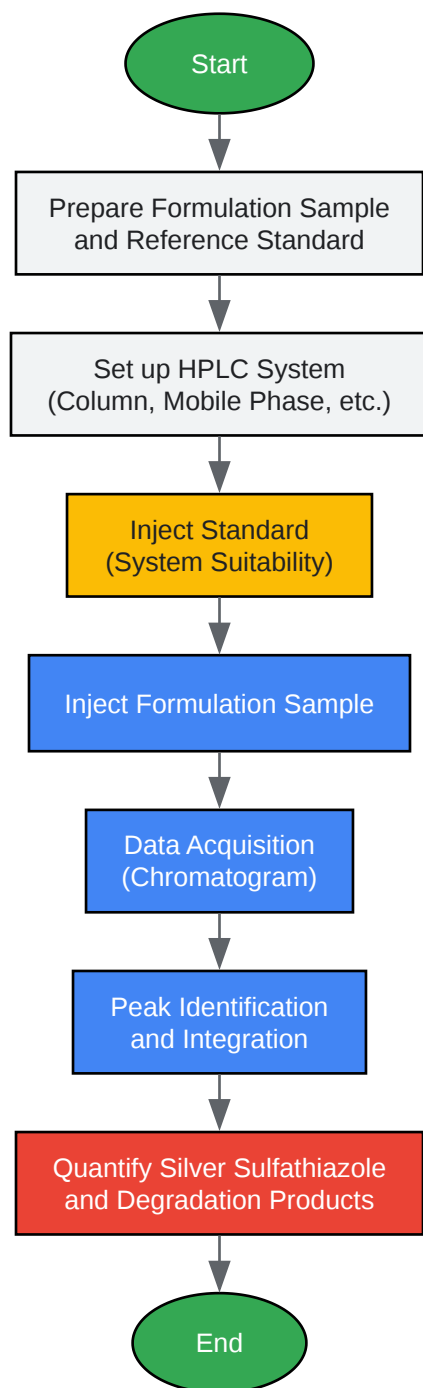 Start
Prepare Formulation Sample
and Reference Standard
Set up HPLC System
(Column, Mobile Phase, etc.)
Inject Standard
(System Suitability)
Inject Formulation Sample
Data Acquisition
(Chromatogram)
Peak Identification
and Integration
Quantify Silver Sulfathiazole
and Degradation Products
End